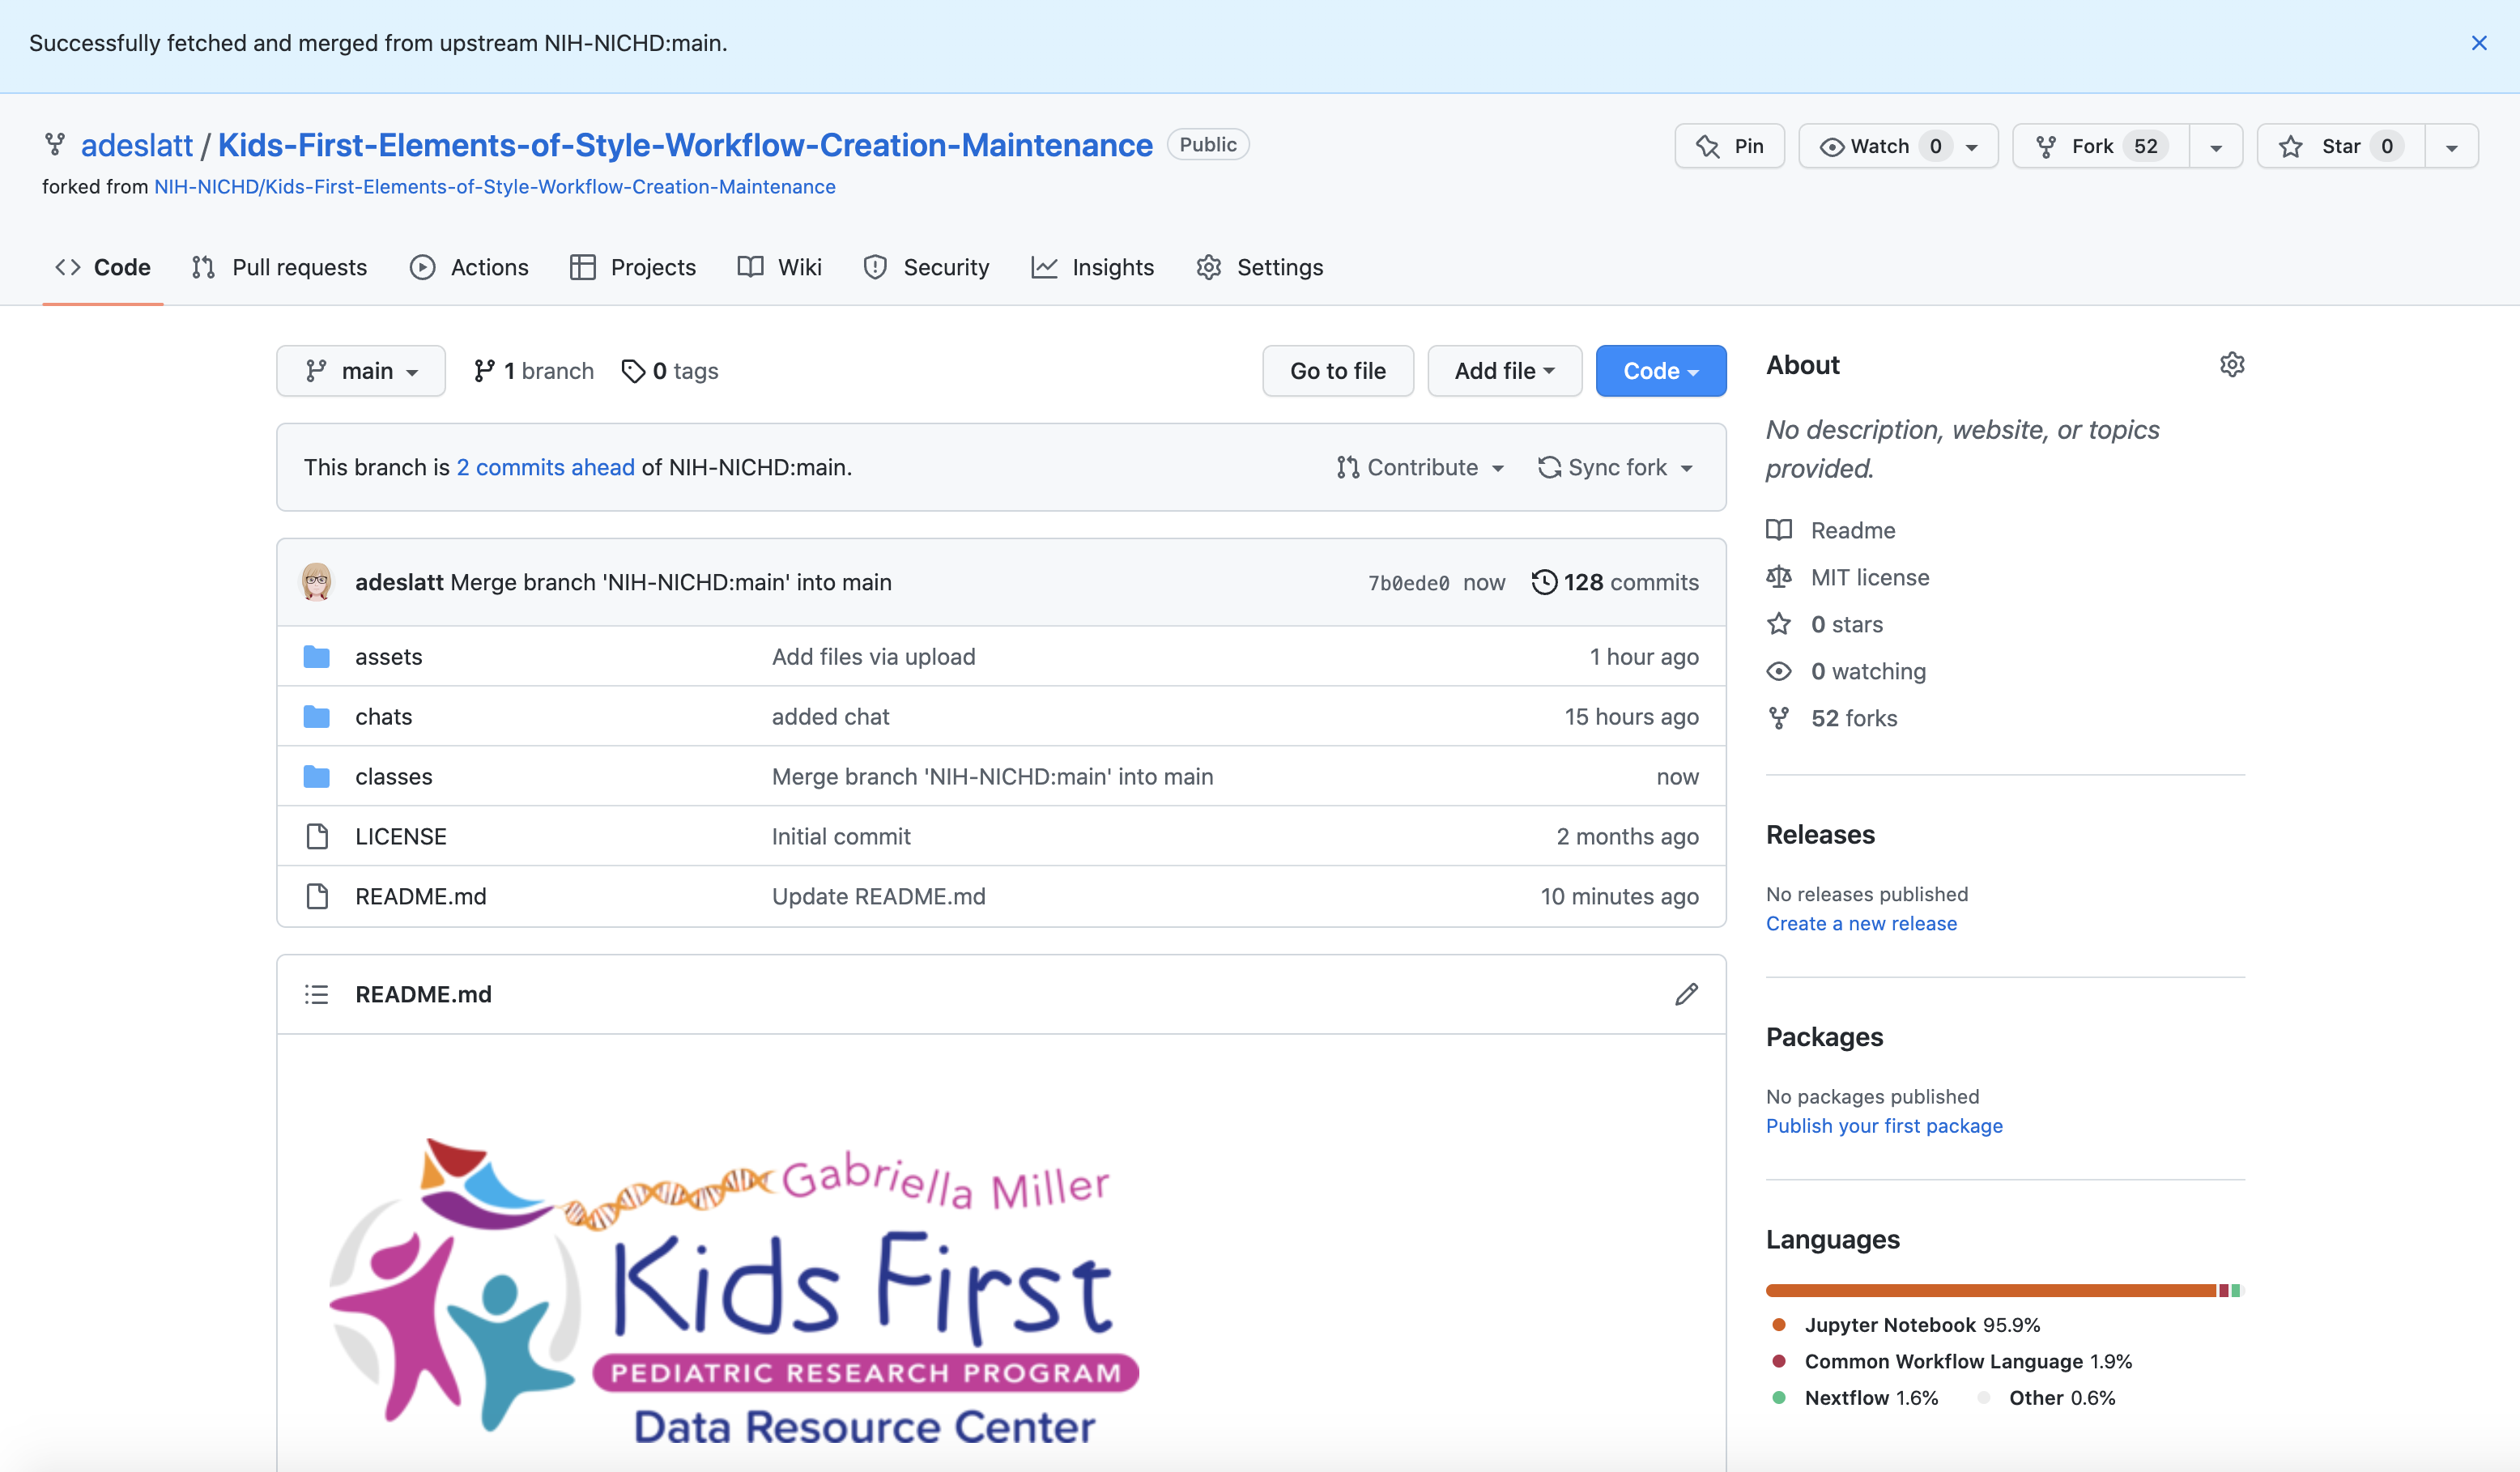 Successfully fetched and merged from upstream NIH-NICHD:main.
adeslatt / Kids-First-Elements-of-Style-Workflow-Creation-Maintenance Public
Pin Watch 0 Fork 52 Star 0
forked from NIH-NICHD/Kids-First-Elements-of-Style-Workflow-Creation-Maintenance
Code Pull requests Actions Projects Wiki Security Insights Settings
main 1 branch 0 tags Go to file Add file Code
This branch is 2 commits ahead of NIH-NICHD:main. Contribute Sync fork
adeslatt Merge branch 'NIH-NICHD:main' into main 7b0ede0 now 128 commits
assets Add files via upload 1 hour ago
chats added chat 15 hours ago
classes Merge branch 'NIH-NICHD:main' into main now
LICENSE Initial commit 2 months ago
README.md Update README.md 10 minutes ago
README.md
Gabriella Miller
Kids First
PEDIATRIC RESEARCH PROGRAM
Data Resource Center
About
No description, website, or topics
provided.
Readme
MIT license
0 stars
0 watching
52 forks
Releases
No releases published
Create a new release
Packages
No packages published
Publish your first package
Languages
Jupyter Notebook 95.9%
Common Workflow Language 1.9%
Nextflow 1.6% Other 0.6%